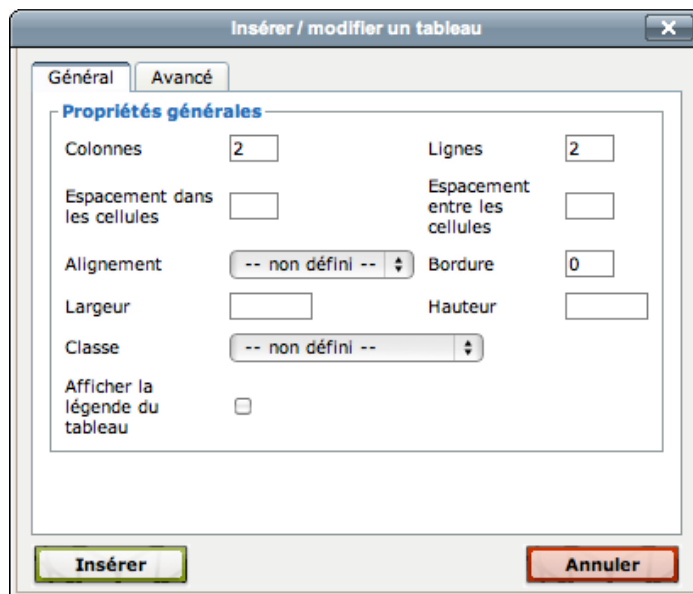 Insérer / modifier un tableau
Général Avancé
Propriétés générales
Colonnes 2 Lignes 2
Espacement dans
les cellules
Espacement
entre les
cellules
Alignement -- non défini -- Bordure 0
Largeur Hauteur
Classe -- non défini --
Afficher la
légende du
tableau
Insérer Annuler